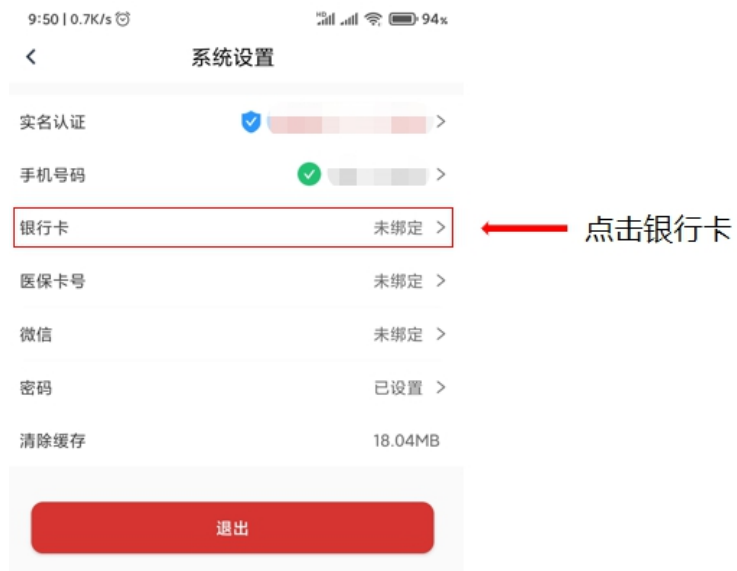 9:50 | 0.7K/s HD 94%
系统设置
实名认证
手机号码
银行卡 未绑定 点击银行卡
医保卡号 未绑定
微信 未绑定
密码 已设置
清除缓存 18.04MB
退出